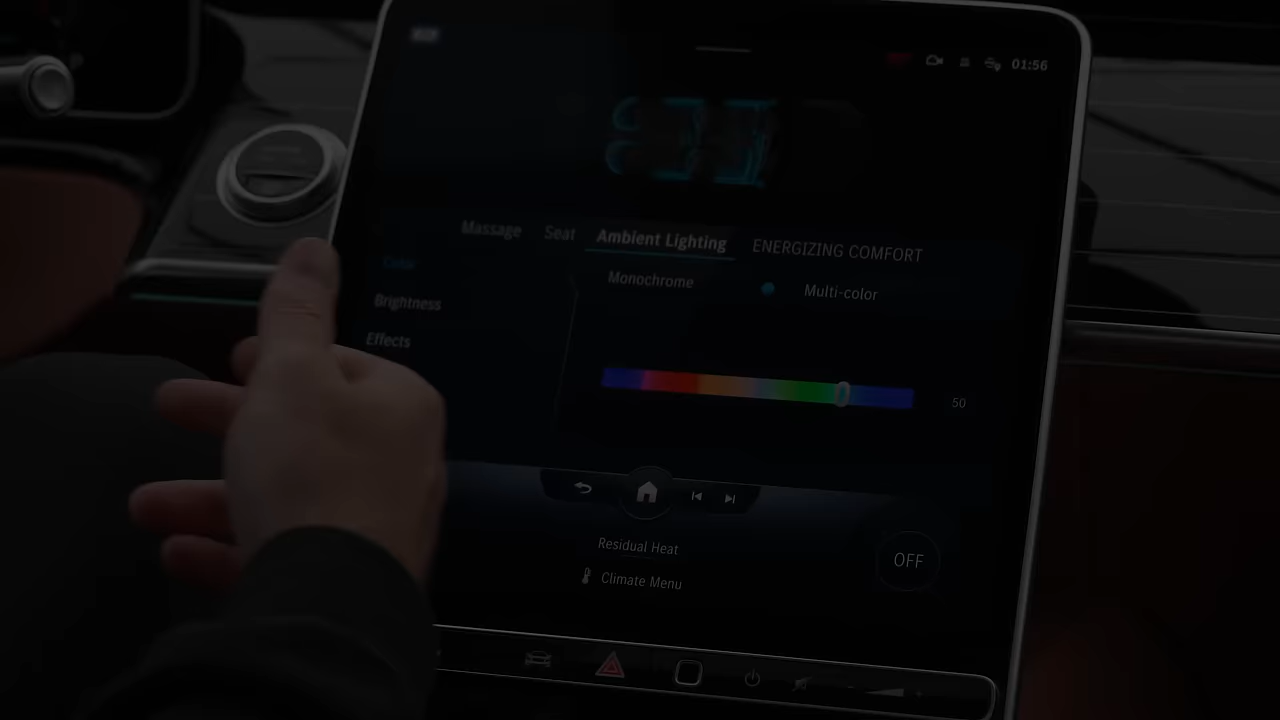 01:56
Massage Seat Ambient Lighting ENERGIZING COMFORT
Color
Monochrome Multi-color
Brightness
Effects
50
Residual Heat
OFF
Climate Menu